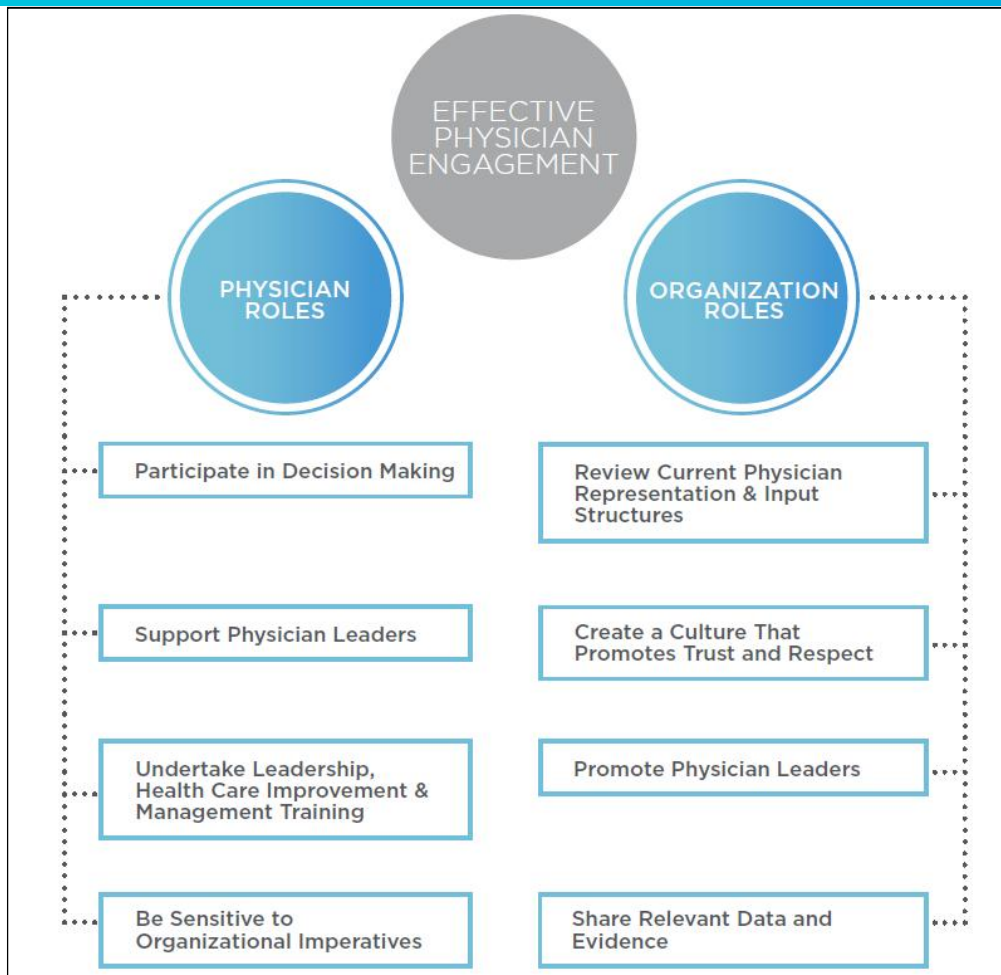 EFFECTIVE
PHYSICIAN
ENGAGEMENT
PHYSICIAN
ROLES
Participate in Decision Making
Support Physician Leaders
Undertake Leadership,
Health Care Improvement &
Management Training
Be Sensitive to
Organizational Imperatives
ORGANIZATION
ROLES
Review Current Physician
Representation & Input
Structures
Create a Culture That
Promotes Trust and Respect
Promote Physician Leaders
Share Relevant Data and
Evidence